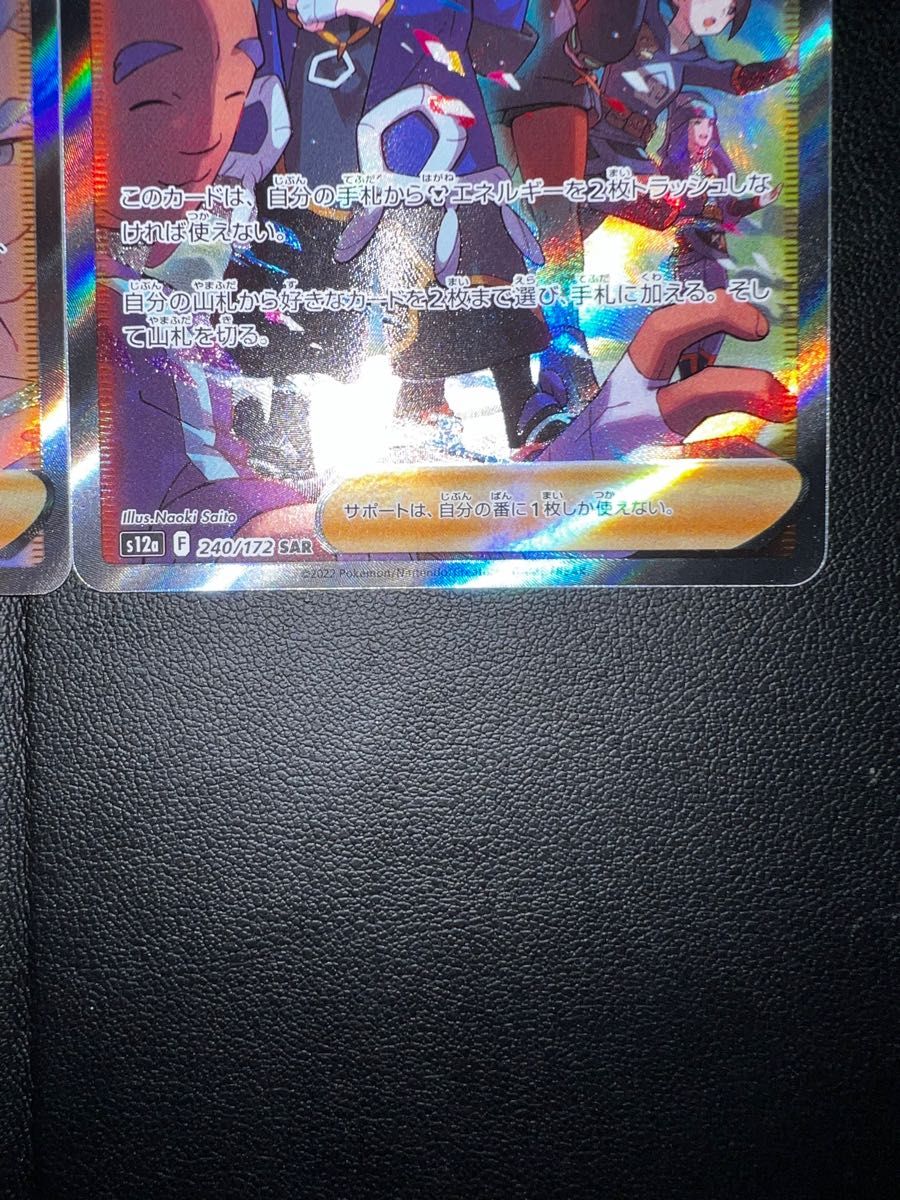 このカードは、自分の手札からエネルギーを2枚トラッシュしな
ければ使えない。
自分の山札から好きなカードを2枚まで選び、手札に加える。そし
て山札を切る。
サポートは、自分の番に1枚しか使えない。
Illus.Naoki Saito
s12a F 240/172 SAR
©2022 Pokémon/Nintendo/